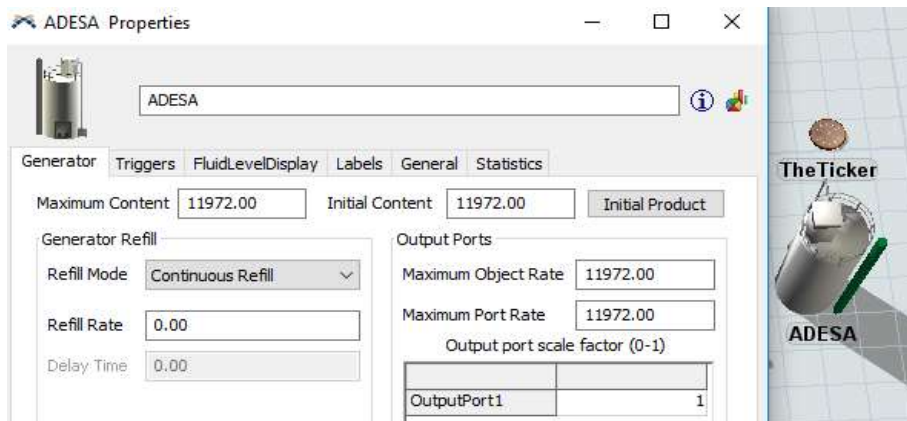 ADESA Properties
ADESA
Generator Triggers FluidLevelDisplay Labels General Statistics
Maximum Content 11972.00 Initial Content 11972.00 Initial Product
Generator Refill
Refill Mode Continuous Refill
Refill Rate 0.00
Delay Time 0.00
Output Ports
Maximum Object Rate 11972.00
Maximum Port Rate 11972.00
Output port scale factor (0-1)
OutputPort1 1
TheTicker
ADESA